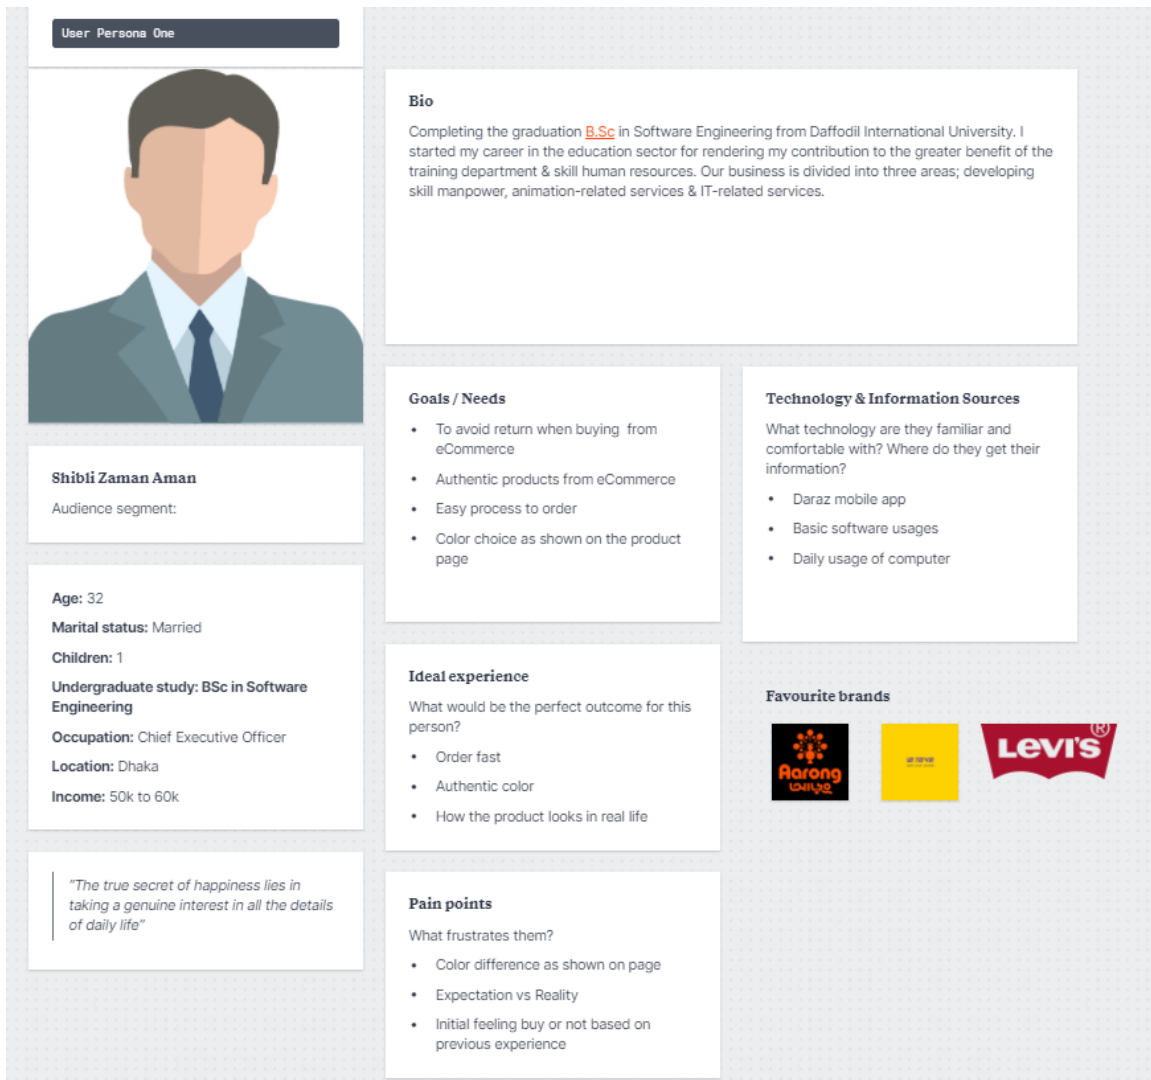 User Persona One
Bio
Completing the graduation B.Sc in Software Engineering from Daffodil International University. I
started my career in the education sector for rendering my contribution to the greater benefit of the
training department & skill human resources. Our business is divided into three areas; developing
skill manpower, animation-related services & IT-related services.
Shibli Zaman Aman
Audience segment:
Age: 32
Marital status: Married
Children: 1
Undergraduate study: BSc in Software
Engineering
Occupation: Chief Executive Officer
Location: Dhaka
Income: 50k to 60k
"The true secret of happiness lies in
taking a genuine interest in all the details
of daily life"
Goals / Needs
• To avoid return when buying from
eCommerce
• Authentic products from eCommerce
• Easy process to order
• Color choice as shown on the product
page
Ideal experience
What would be the perfect outcome for this
person?
• Order fast
• Authentic color
• How the product looks in real life
Pain points
What frustrates them?
• Color difference as shown on page
• Expectation vs Reality
• Initial feeling buy or not based on
previous experience
Technology & Information Sources
What technology are they familiar and
comfortable with? Where do they get their
information?
• Daraz mobile app
• Basic software usages
• Daily usage of computer
Favourite brands
Aarong
আড়ং
LEVI'S
®